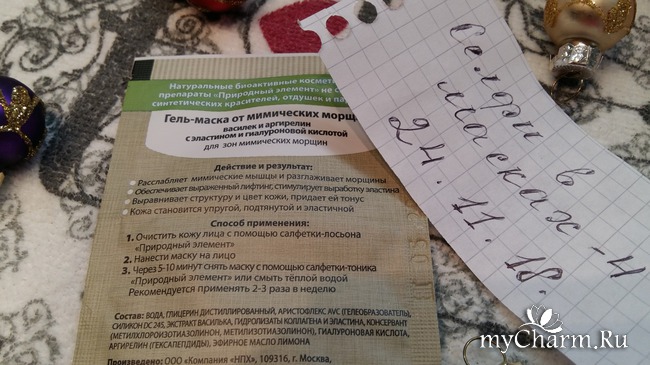 Натуральные биоактивные косме
препараты «Природный элемент» не со
синтетических красителей, отдушек и па
Гель-маска от мимических морщ
василек и аргирелин
с эластином и гиалуроновой кислотой
для зон мимических морщин
Действие и результат:
Расслабляет мимические мышцы и разглаживает морщины
Обеспечивает выраженный лифтинг, стимулирует выработку эластина
Выравнивает структуру и цвет кожи, придает ей тонус
Кожа становится упругой, подтянутой и эластичной
Способ применения:
1. Очистить кожу лица с помощью салфетки-лосьона
«Природный элемент»
2. Нанести маску на лицо
3. Через 5-10 минут снять маску с помощью салфетки-тоника
«Природный элемент» или смыть тёплой водой
Рекомендуется применять 2-3 раза в неделю
Состав: ВОДА, ГЛИЦЕРИН ДИСТИЛЛИРОВАННЫЙ, АРИСТОФЛЕКС AVC (ГЕЛЕОБРАЗОВАТЕЛЬ),
СИЛИКОН DC 245, ЭКСТРАКТ ВАСИЛЬКА, ГИДРОЛИЗАТЫ КОЛЛАГЕНА И ЭЛАСТИНА, КОНСЕРВАНТ
(МЕТИЛХЛОРОИЗОТИАЗОЛИНОН, МЕТИЛИЗОТИАЗОЛИНОН), ГИАЛУРОНОВАЯ КИСЛОТА,
АРГИРЕЛИН (ГЕКСАПЕПТИДЫ), ЭФИРНОЕ МАСЛО ЛИМОНА
Произведено: ООО «Компания «НПХ», 109316, г. Москва,
Селфи в
масках-4
24.11.18.
myCharm.Ru